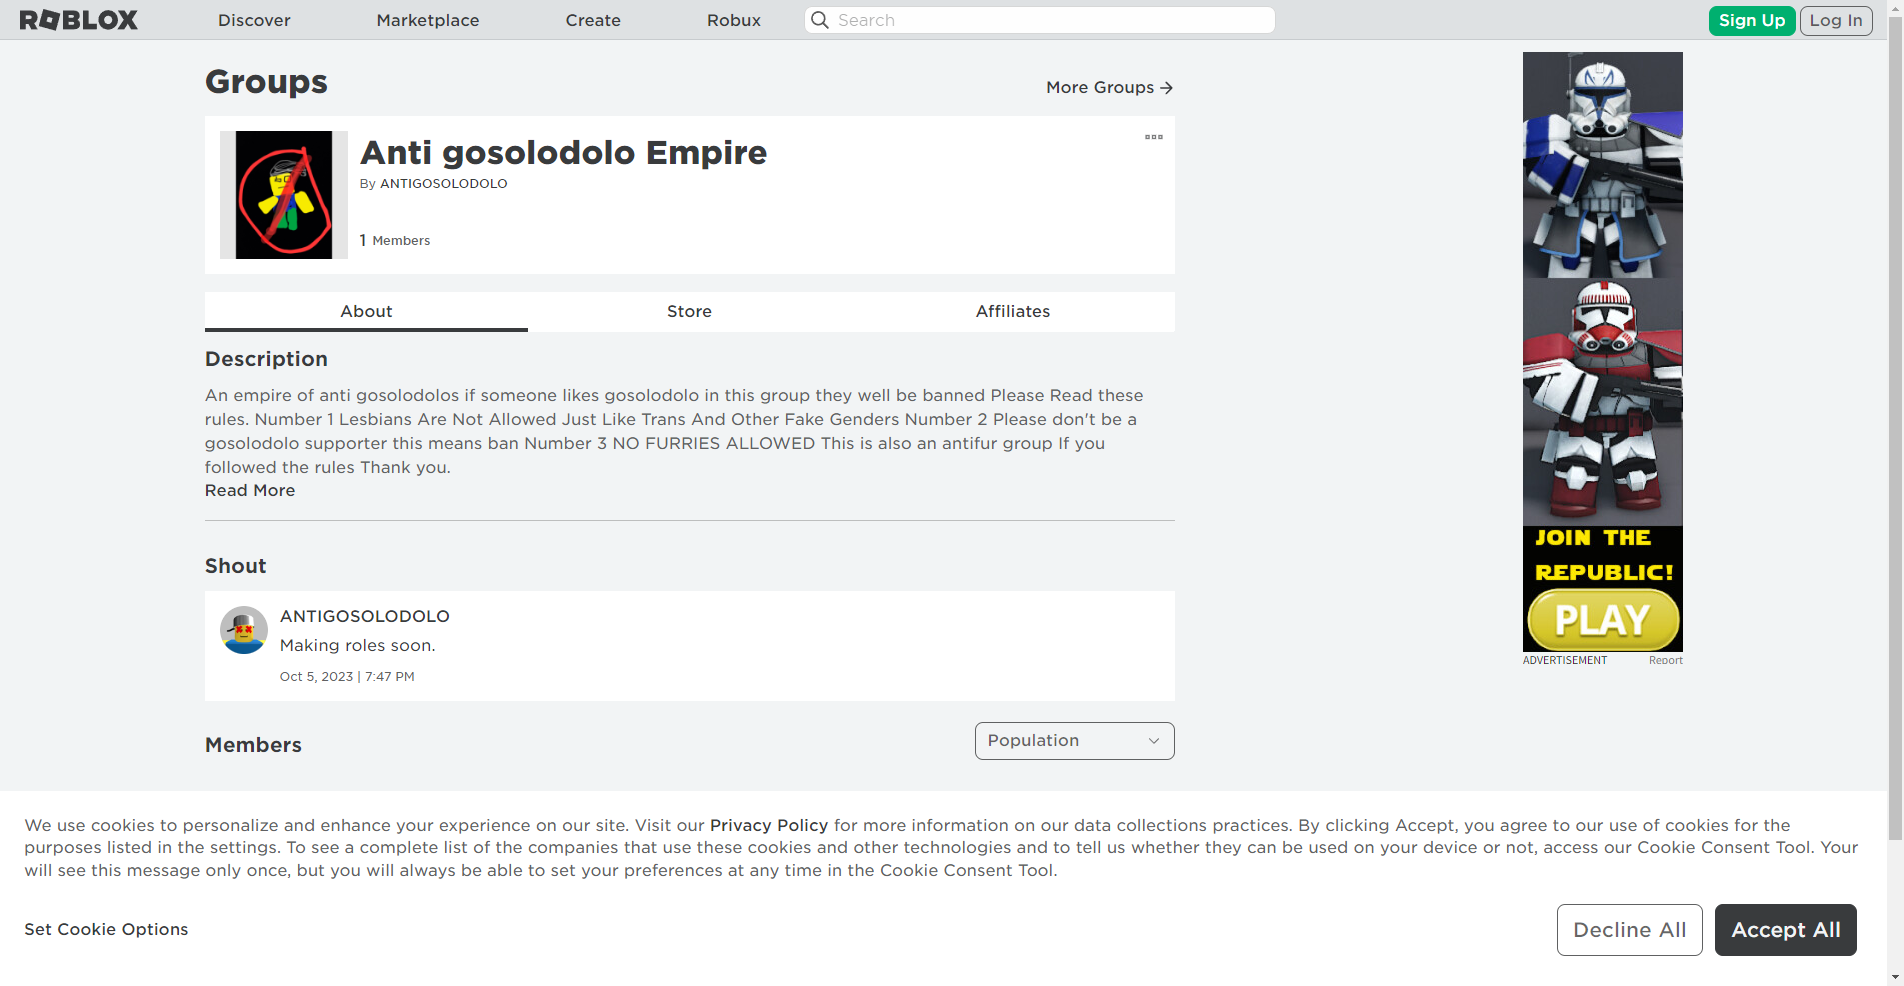 ROBLOX Discover Marketplace Create Robux Search Sign Up Log In
Groups
More Groups →
Anti gosolodolo Empire
By ANTIGOSOLODOLO
1 Members
About Store Affiliates
Description
An empire of anti gosolodolos if someone likes gosolodolo in this group they well be banned Please Read these
rules. Number 1 Lesbians Are Not Allowed Just Like Trans And Other Fake Genders Number 2 Please don't be a
gosolodolo supporter this means ban Number 3 NO FURRIES ALLOWED This is also an antifur group If you
followed the rules Thank you.
Read More
Shout
ANTIGOSOLODOLO
Making roles soon.
Oct 5, 2023 | 7:47 PM
Members
Population
JOIN THE
REPUBLIC!
PLAY
ADVERTISEMENT Report
We use cookies to personalize and enhance your experience on our site. Visit our Privacy Policy for more information on our data collections practices. By clicking Accept, you agree to our use of cookies for the
purposes listed in the settings. To see a complete list of the companies that use these cookies and other technologies and to tell us whether they can be used on your device or not, access our Cookie Consent Tool. Your
will see this message only once, but you will always be able to set your preferences at any time in the Cookie Consent Tool.
Set Cookie Options
Decline All
Accept All